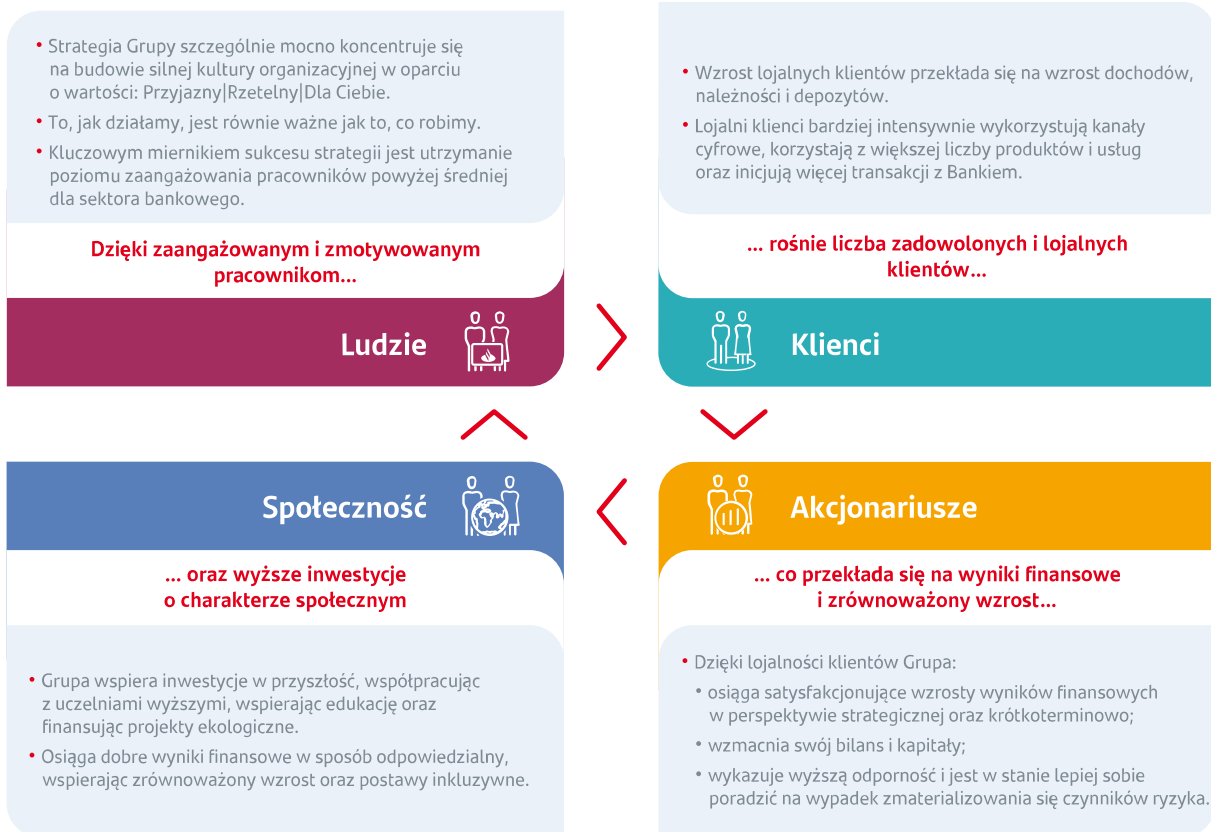 • Strategia Grupy szczególnie mocno koncentruje się
na budowie silnej kultury organizacyjnej w oparciu
o wartości: Przyjazny|Rzetelny|Dla Ciebie.
• To, jak działamy, jest równie ważne jak to, co robimy.
• Kluczowym miernikiem sukcesu strategii jest utrzymanie
poziomu zaangażowania pracowników powyżej średniej
dla sektora bankowego.
Dzięki zaangażowanym i zmotywowanym
pracownikom...
Ludzie
• Wzrost lojalnych klientów przekłada się na wzrost dochodów,
należności i depozytów.
• Lojalni klienci bardziej intensywnie wykorzystują kanały
cyfrowe, korzystają z większej liczby produktów i usług
oraz inicjują więcej transakcji z Bankiem.
... rośnie liczba zadowolonych i lojalnych
klientów...
Klienci
Społeczność
... oraz wyższe inwestycje
o charakterze społecznym
• Grupa wspiera inwestycje w przyszłość, współpracując
z uczelniami wyższymi, wspierając edukację oraz
finansując projekty ekologiczne.
• Osiąga dobre wyniki finansowe w sposób odpowiedzialny,
wspierając zrównoważony wzrost oraz postawy inkluzywne.
Akcjonariusze
... co przekłada się na wyniki finansowe
i zrównoważony wzrost...
• Dzięki lojalności klientów Grupa:
• osiąga satysfakcjonujące wzrosty wyników finansowych
w perspektywie strategicznej oraz krótkoterminowo;
• wzmacnia swój bilans i kapitały;
• wykazuje wyższą odporność i jest w stanie lepiej sobie
poradzić na wypadek zmaterializowania się czynników ryzyka.